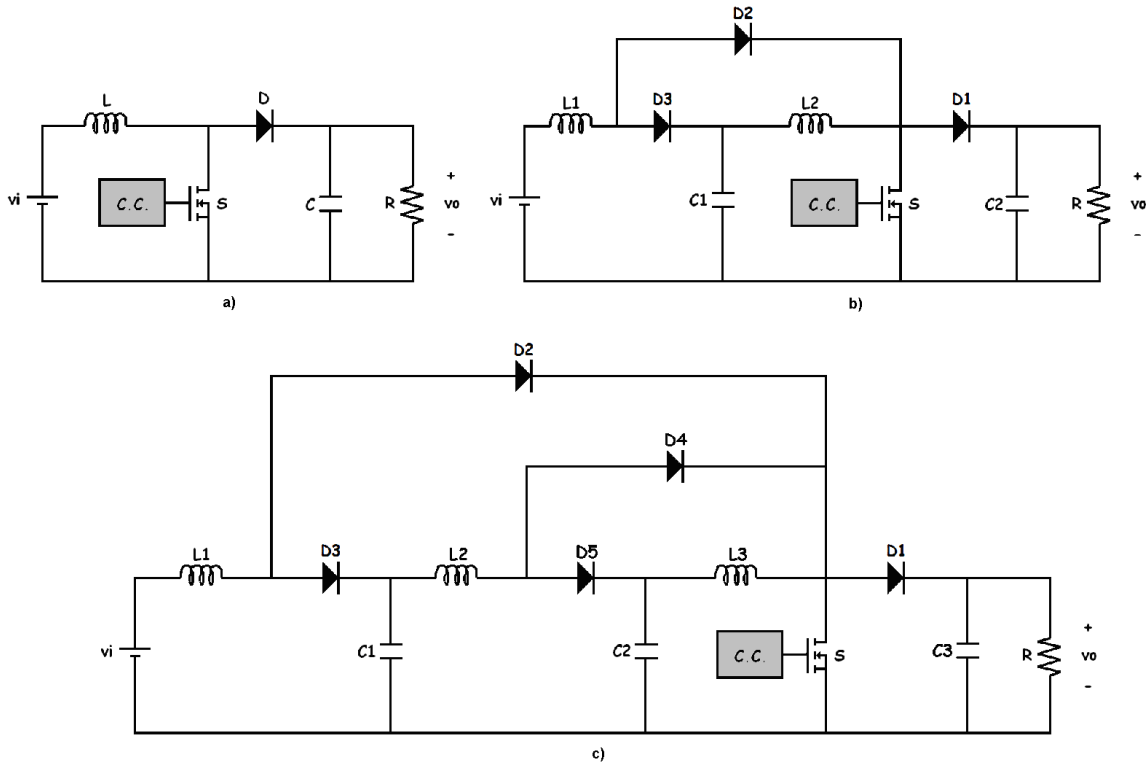 L
D
vi
C.C.
S
C
R
+
vo
-
a)
D2
L1
D3
L2
D1
vi
C1
C.C.
S
C2
R
+
vo
-
b)
D2
D4
L1
D3
L2
D5
L3
D1
vi
C1
C2
C.C.
S
C3
R
+
vo
-
c)